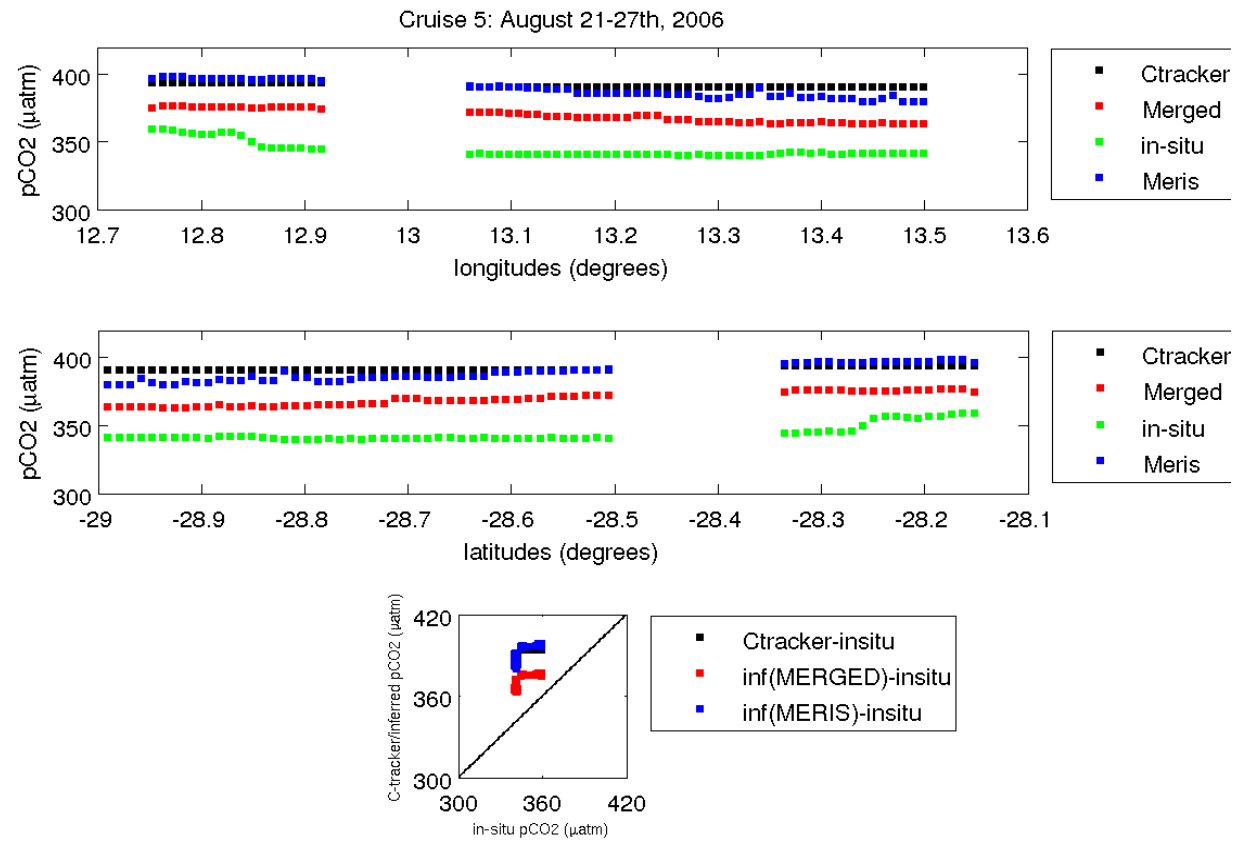 Cruise 5: August 21-27th, 2006
pCO2 (µatm)
400
350
300
12.7 12.8 12.9 13 13.1 13.2 13.3 13.4 13.5 13.6
longitudes (degrees)
Ctracker
Merged
in-situ
Meris
pCO2 (µatm)
400
350
300
-29 -28.9 -28.8 -28.7 -28.6 -28.5 -28.4 -28.3 -28.2 -28.1
latitudes (degrees)
Ctracker
Merged
in-situ
Meris
C-tracker/inferred pCO2 (µatm)
420
360
300
300 360 420
in-situ pCO2 (µatm)
Ctracker-insitu
inf(MERGED)-insitu
inf(MERIS)-insitu